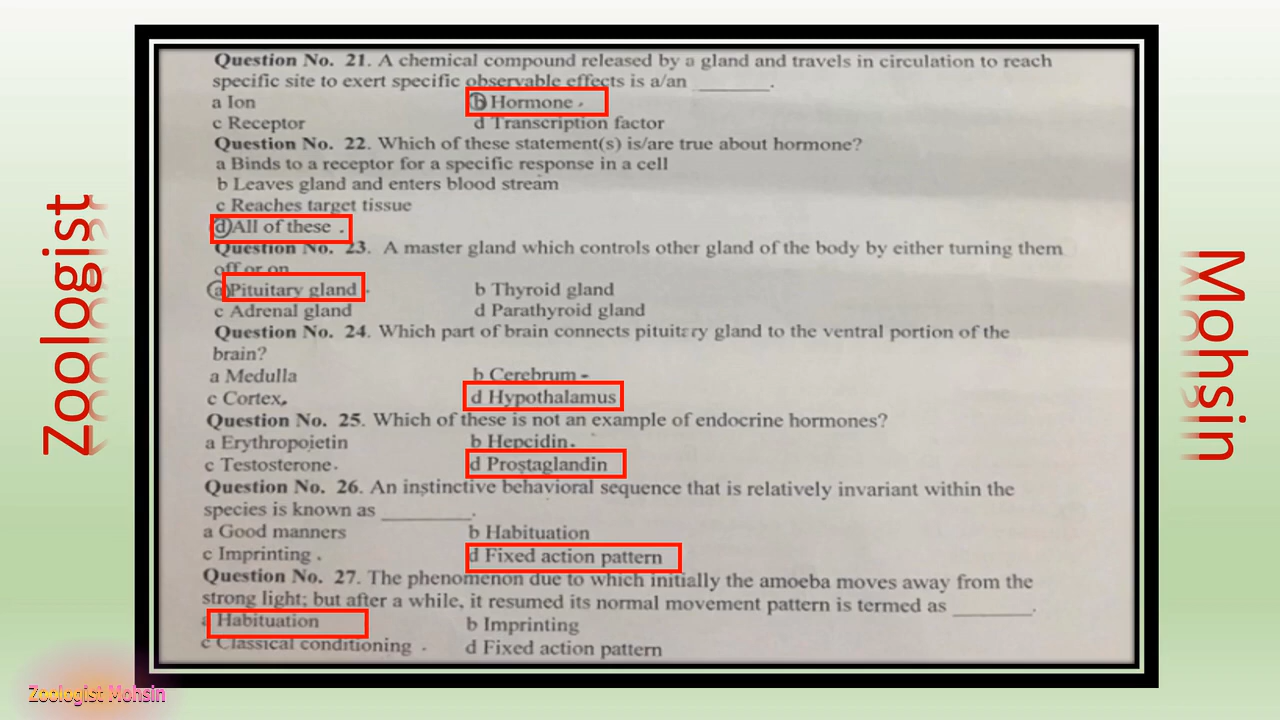 Zoologist
Mohsin
Question No. 21. A chemical compound released by a gland and travels in circulation to reach
specific site to exert specific observable effects is a/an ________.
a Ion
b Hormone
c Receptor
d Transcription factor
Question No. 22. Which of these statement(s) is/are true about hormone?
a Binds to a receptor for a specific response in a cell
b Leaves gland and enters blood stream
c Reaches target tissue
d All of these
Question No. 23. A master gland which controls other gland of the body by either turning them
off or on
a Pituitary gland
b Thyroid gland
c Adrenal gland
d Parathyroid gland
Question No. 24. Which part of brain connects pituitary gland to the ventral portion of the
brain?
a Medulla
b Cerebrum
c Cortex
d Hypothalamus
Question No. 25. Which of these is not an example of endocrine hormones?
a Erythropoietin
b Hepcidin
c Testosterone
d Prostaglandin
Question No. 26. An instinctive behavioral sequence that is relatively invariant within the
species is known as _________.
a Good manners
b Habituation
c Imprinting
d Fixed action pattern
Question No. 27. The phenomenon due to which initially the amoeba moves away from the
strong light; but after a while, it resumed its normal movement pattern is termed as ________.
a Habituation
b Imprinting
c Classical conditioning
d Fixed action pattern
Zoologist Mohsin